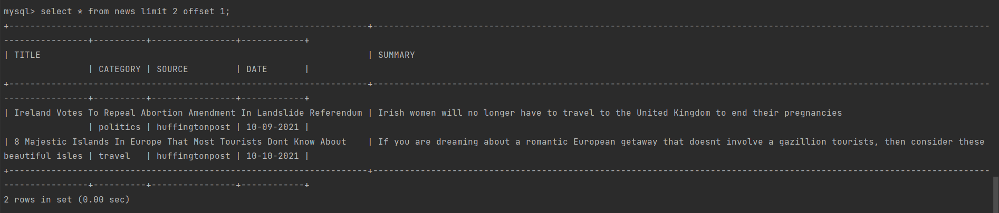 mysql> select * from news limit 2 offset 1;
+--------------------------------------------------------------------+---------------------------------------------------------------------------------------------------------------------
----------------+----------+----------------+------------+
| TITLE                                                              | SUMMARY
                | CATEGORY | SOURCE         | DATE       |
+--------------------------------------------------------------------+---------------------------------------------------------------------------------------------------------------------
----------------+----------+----------------+------------+
| Ireland Votes To Repeal Abortion Amendment In Landslide Referendum | Irish women will no longer have to travel to the United Kingdom to end their pregnancies
                | politics | huffingtonpost | 10-09-2021 |
| 8 Majestic Islands In Europe That Most Tourists Dont Know About    | If you are dreaming about a romantic European getaway that doesnt involve a gazillion tourists, then consider these
beautiful isles | travel   | huffingtonpost | 10-10-2021 |
+--------------------------------------------------------------------+---------------------------------------------------------------------------------------------------------------------
----------------+----------+----------------+------------+
2 rows in set (0.00 sec)